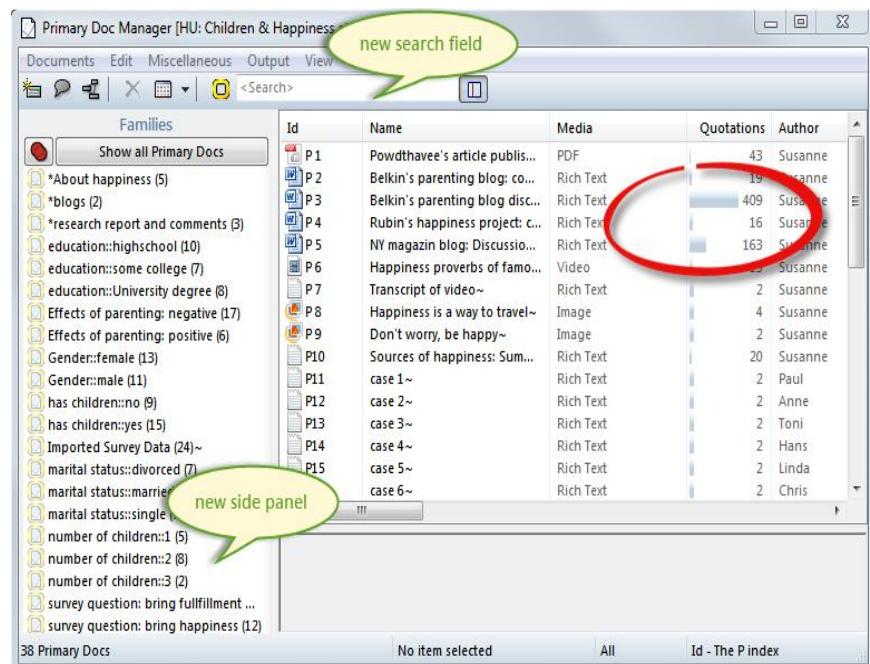 Primary Doc Manager [HU: Children & Happiness
new search field
Documents Edit Miscellaneous Output View
<Search>
Families
Show all Primary Docs
*About happiness (5)
*blogs (2)
*research report and comments (3)
education::highschool (10)
education::some college (7)
education::University degree (8)
Effects of parenting: negative (17)
Effects of parenting: positive (6)
Gender::female (13)
Gender::male (11)
has children::no (9)
has children::yes (15)
Imported Survey Data (24)~
marital status::divorced (7)
marital status::married
marital status::single
number of children::1 (5)
number of children::2 (8)
number of children::3 (2)
survey question: bring fullfillment ...
survey question: bring happiness (12)
new side panel
Id Name Media Quotations Author
P 1 Powdthavee's article publis... PDF 43 Susanne
P 2 Belkin's parenting blog: co... Rich Text 19 Susanne
P 3 Belkin's parenting blog disc... Rich Text 409 Susanne
P 4 Rubin's happiness project: c... Rich Text 16 Susanne
P 5 NY magazin blog: Discussio... Rich Text 163 Susanne
P 6 Happiness proverbs of famo... Video Susanne
P 7 Transcript of video~ Rich Text 2 Susanne
P 8 Happiness is a way to travel~ Image 4 Susanne
P 9 Don't worry, be happy~ Image 2 Susanne
P10 Sources of happiness: Sum... Rich Text 20 Susanne
P11 case 1~ Rich Text 2 Paul
P12 case 2~ Rich Text 2 Anne
P13 case 3~ Rich Text 2 Toni
P14 case 4~ Rich Text 2 Hans
P15 case 5~ Rich Text 2 Linda
case 6~ Rich Text 2 Chris
38 Primary Docs No item selected All Id - The P index